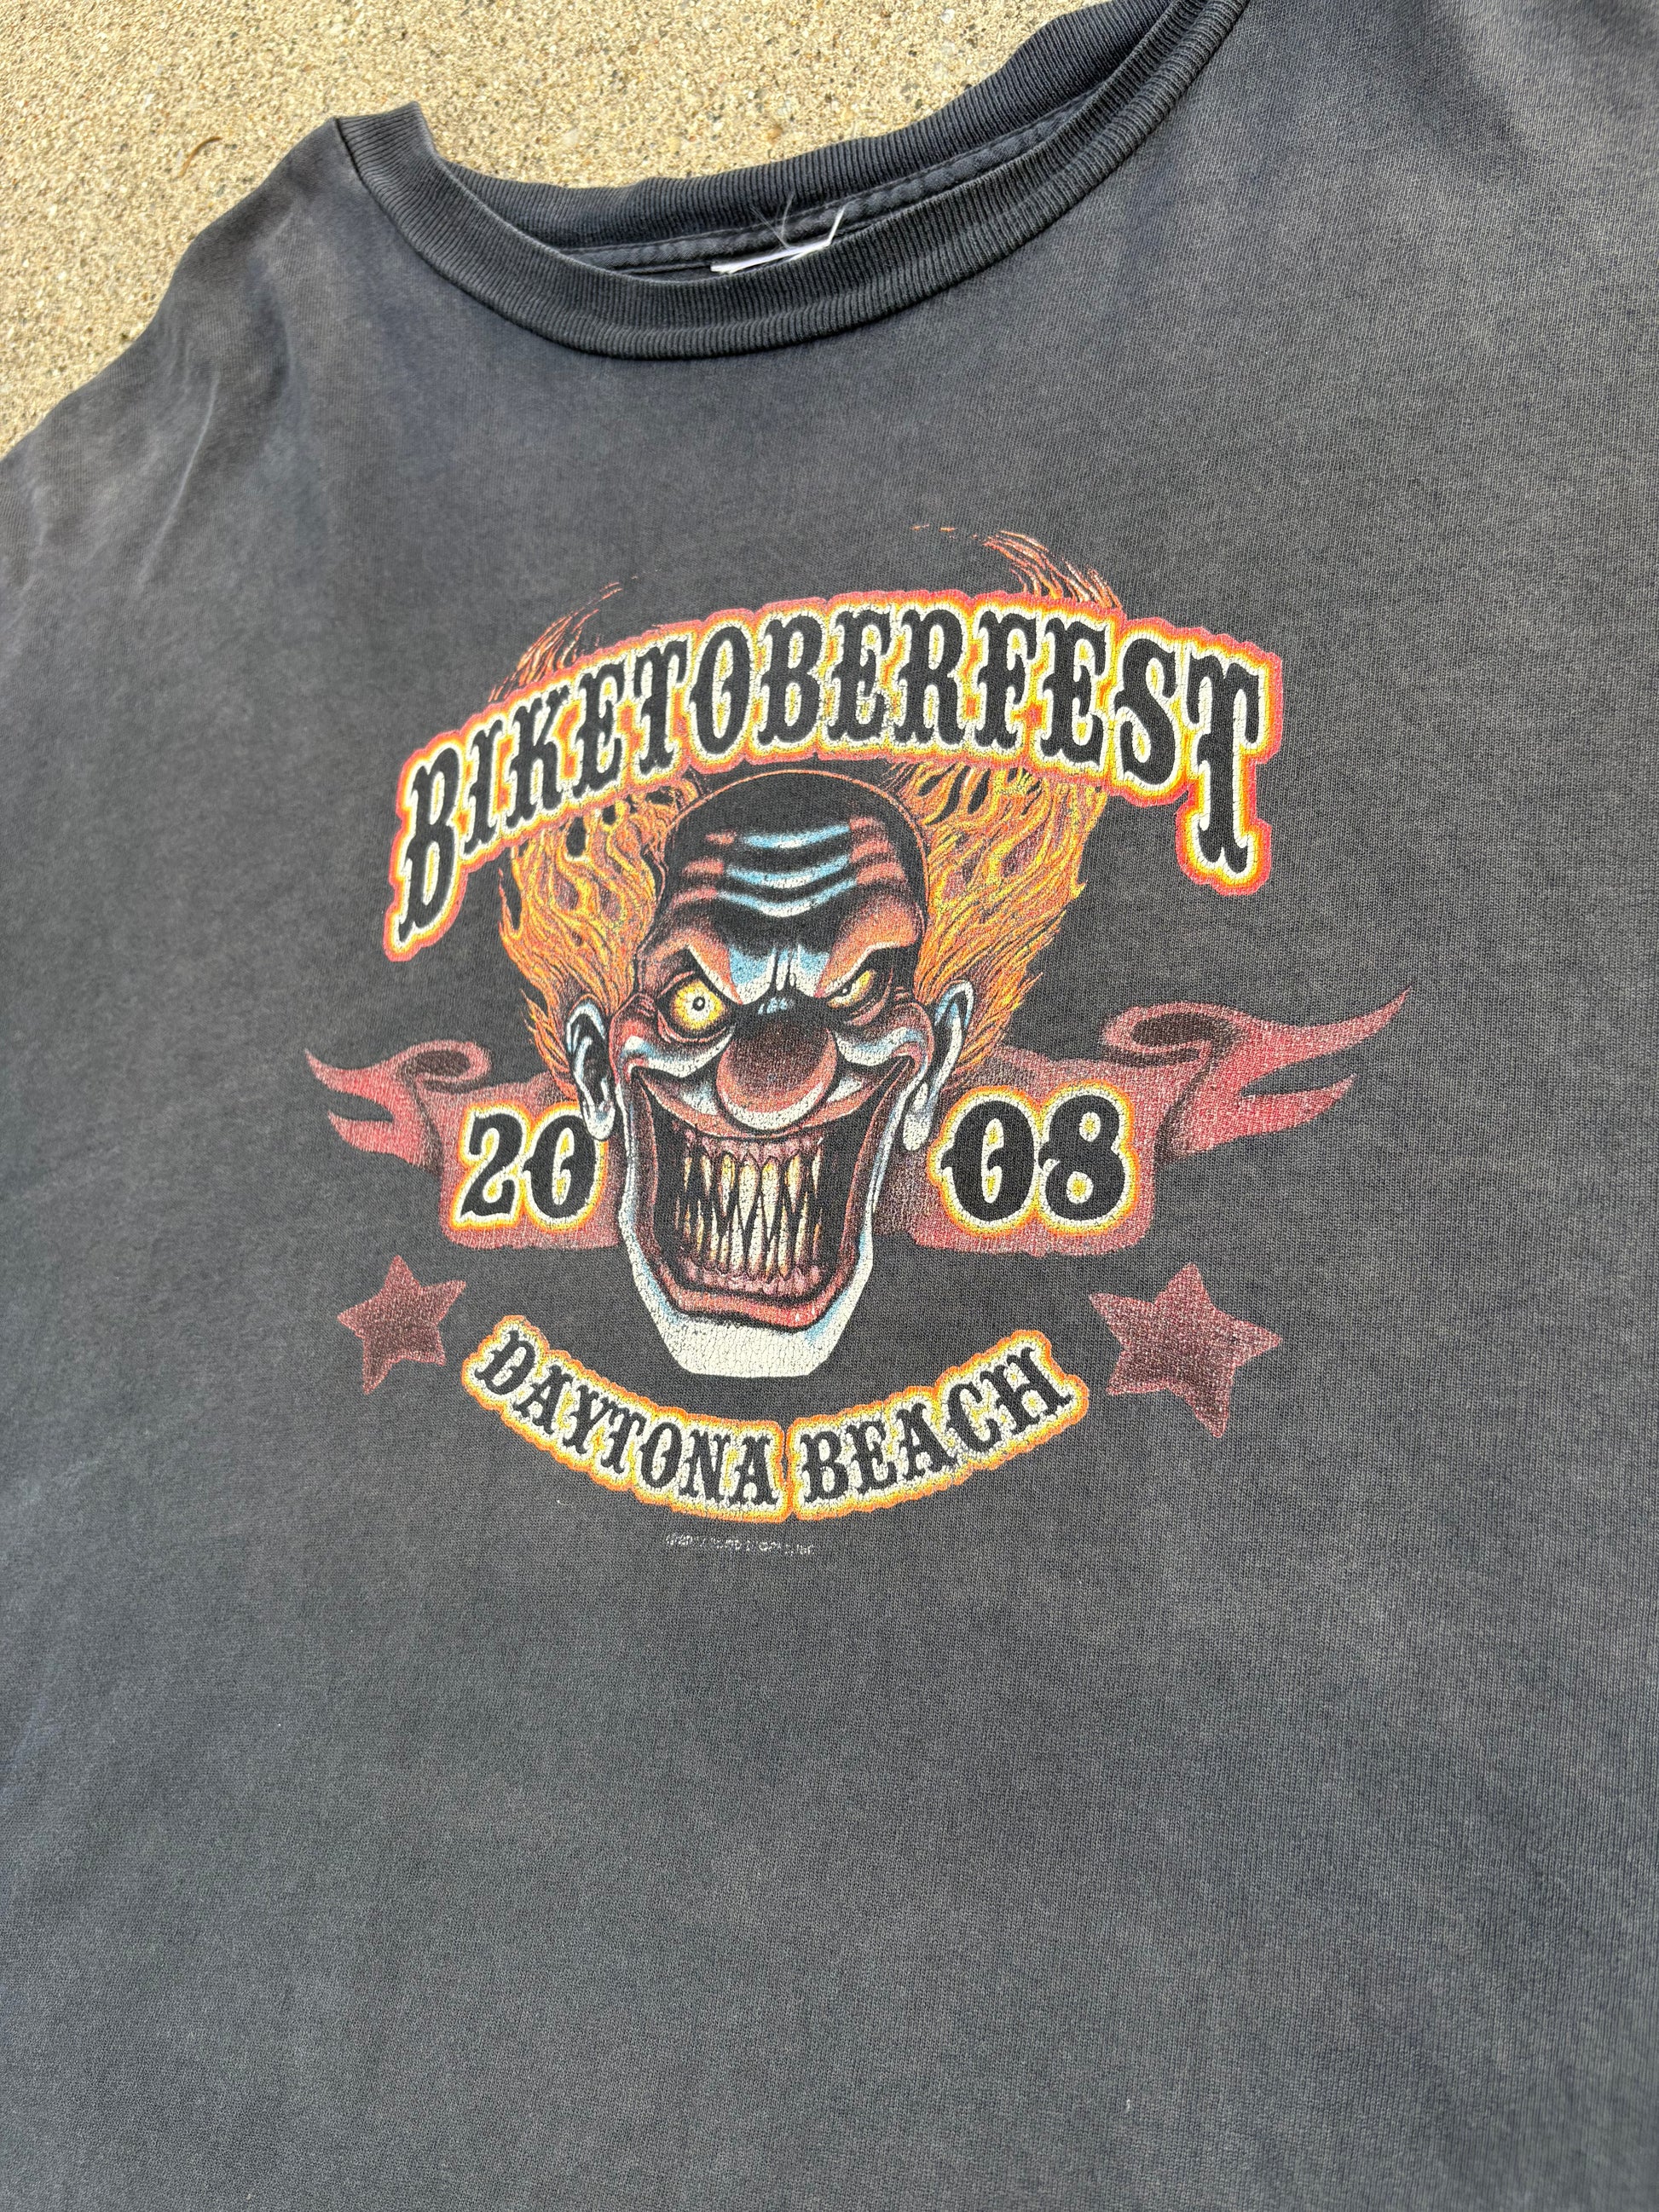 BIKETOBERFEST
2008
DAYTONA BEACH